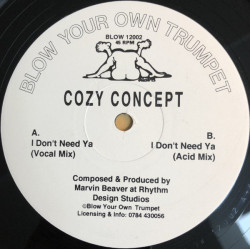 BLOW YOUR OWN TRUMPET
BLOW 12002
45 RPM
COZY CONCEPT
A.
I Don't Need Ya
(Vocal Mix)
B.
I Don't Need Ya
(Acid Mix)
Composed & Produced by
Marvin Beaver at Rhythm
Design Studios
©Blow Your Own Trumpet
Licensing & Info: 0784 430056